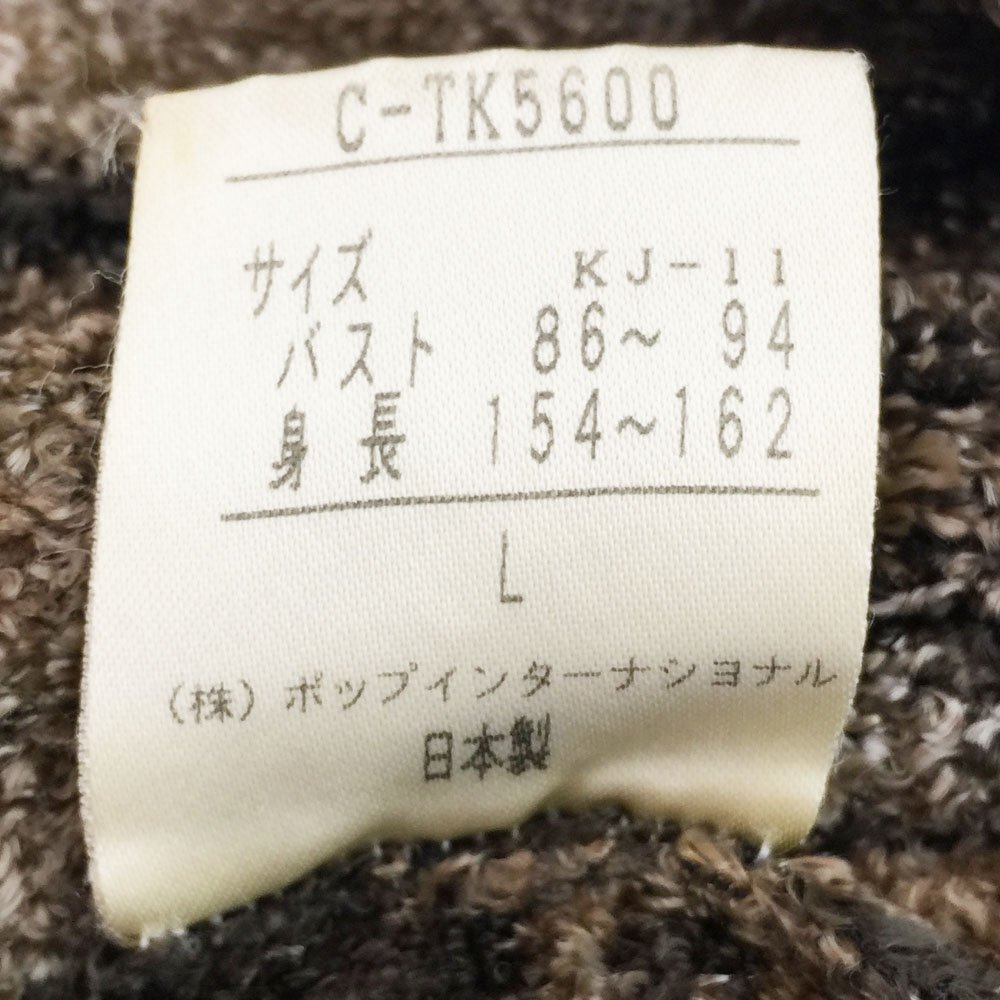 C-TK5600
サイズ KJ-11
バスト 86~ 94
身長 154~162
L
(株)ポップインターナショナル
日本製